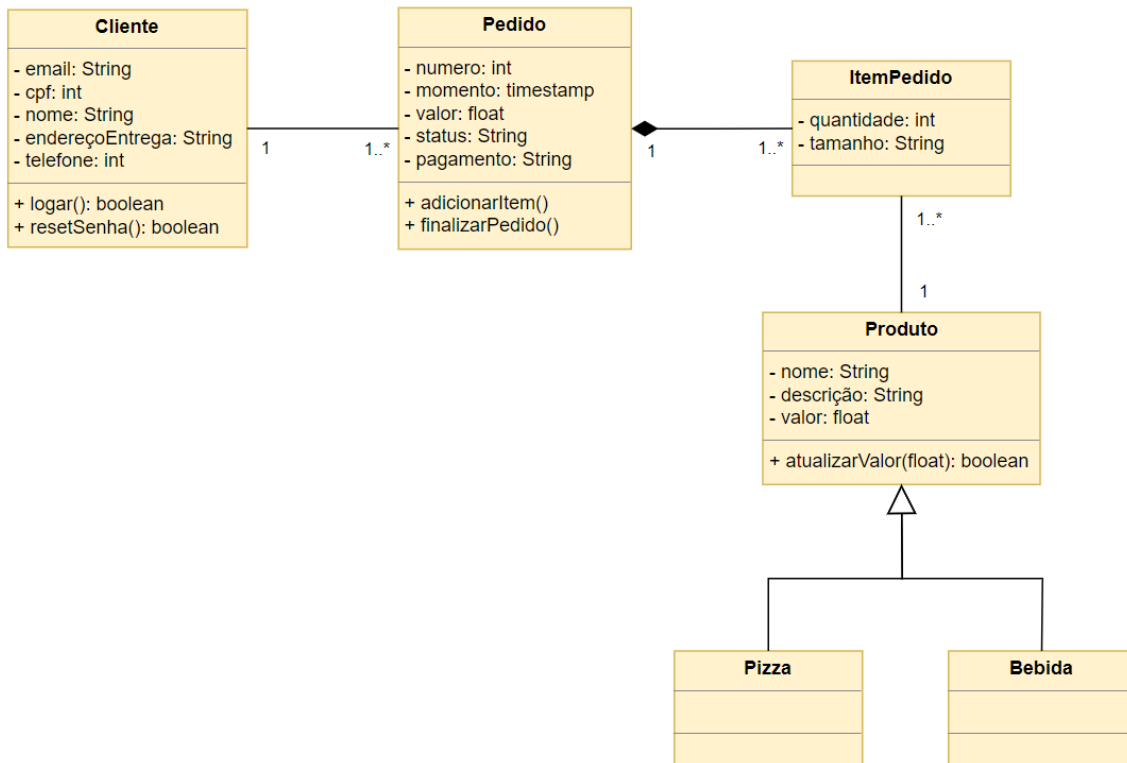 Cliente
- email: String
- cpf: int
- nome: String
- endereçoEntrega: String
- telefone: int
+ logar(): boolean
+ resetSenha(): boolean
1
1..*
Pedido
- numero: int
- momento: timestamp
- valor: float
- status: String
- pagamento: String
+ adicionarItem()
+ finalizarPedido()
1
1..*
ItemPedido
- quantidade: int
- tamanho: String
1..*
1
Produto
- nome: String
- descrição: String
- valor: float
+ atualizarValor(float): boolean
Pizza
Bebida